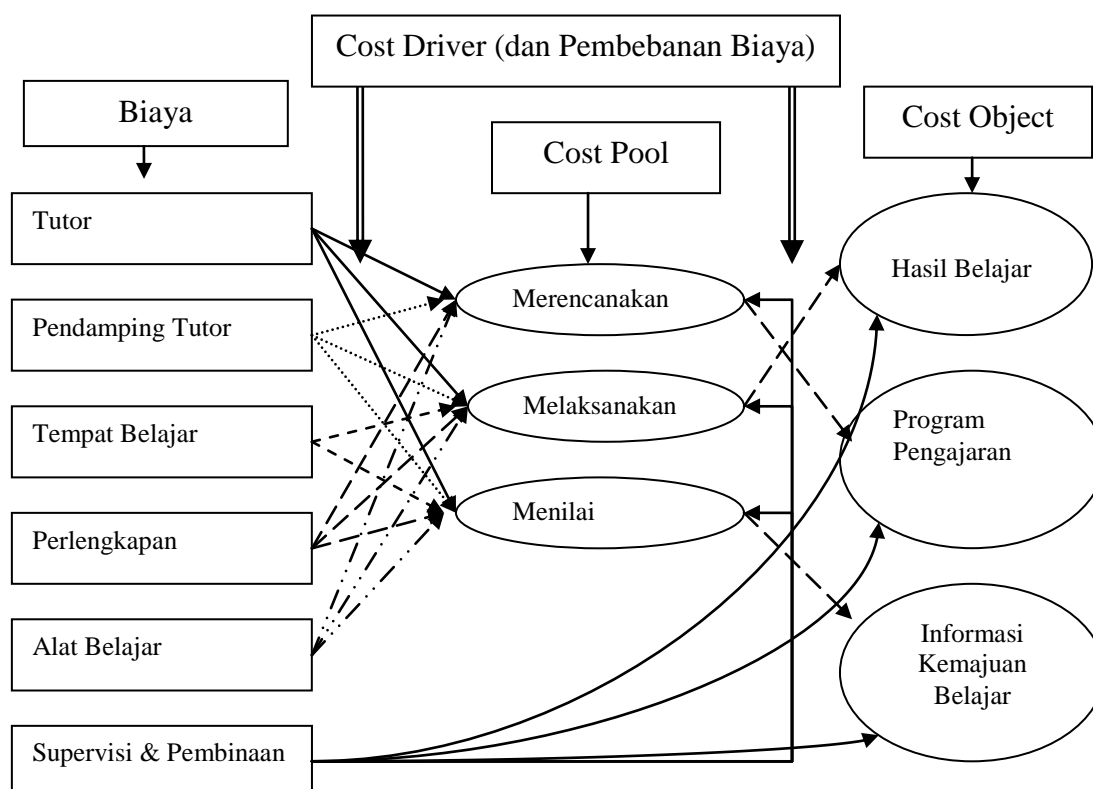 Cost Driver (dan Pembebanan Biaya)
Biaya
Cost Pool
Cost Object
Tutor
Pendamping Tutor
Tempat Belajar
Perlengkapan
Alat Belajar
Supervisi & Pembinaan
Merencanakan
Melaksanakan
Menilai
Hasil Belajar
Program
Pengajaran
Informasi
Kemajuan
Belajar